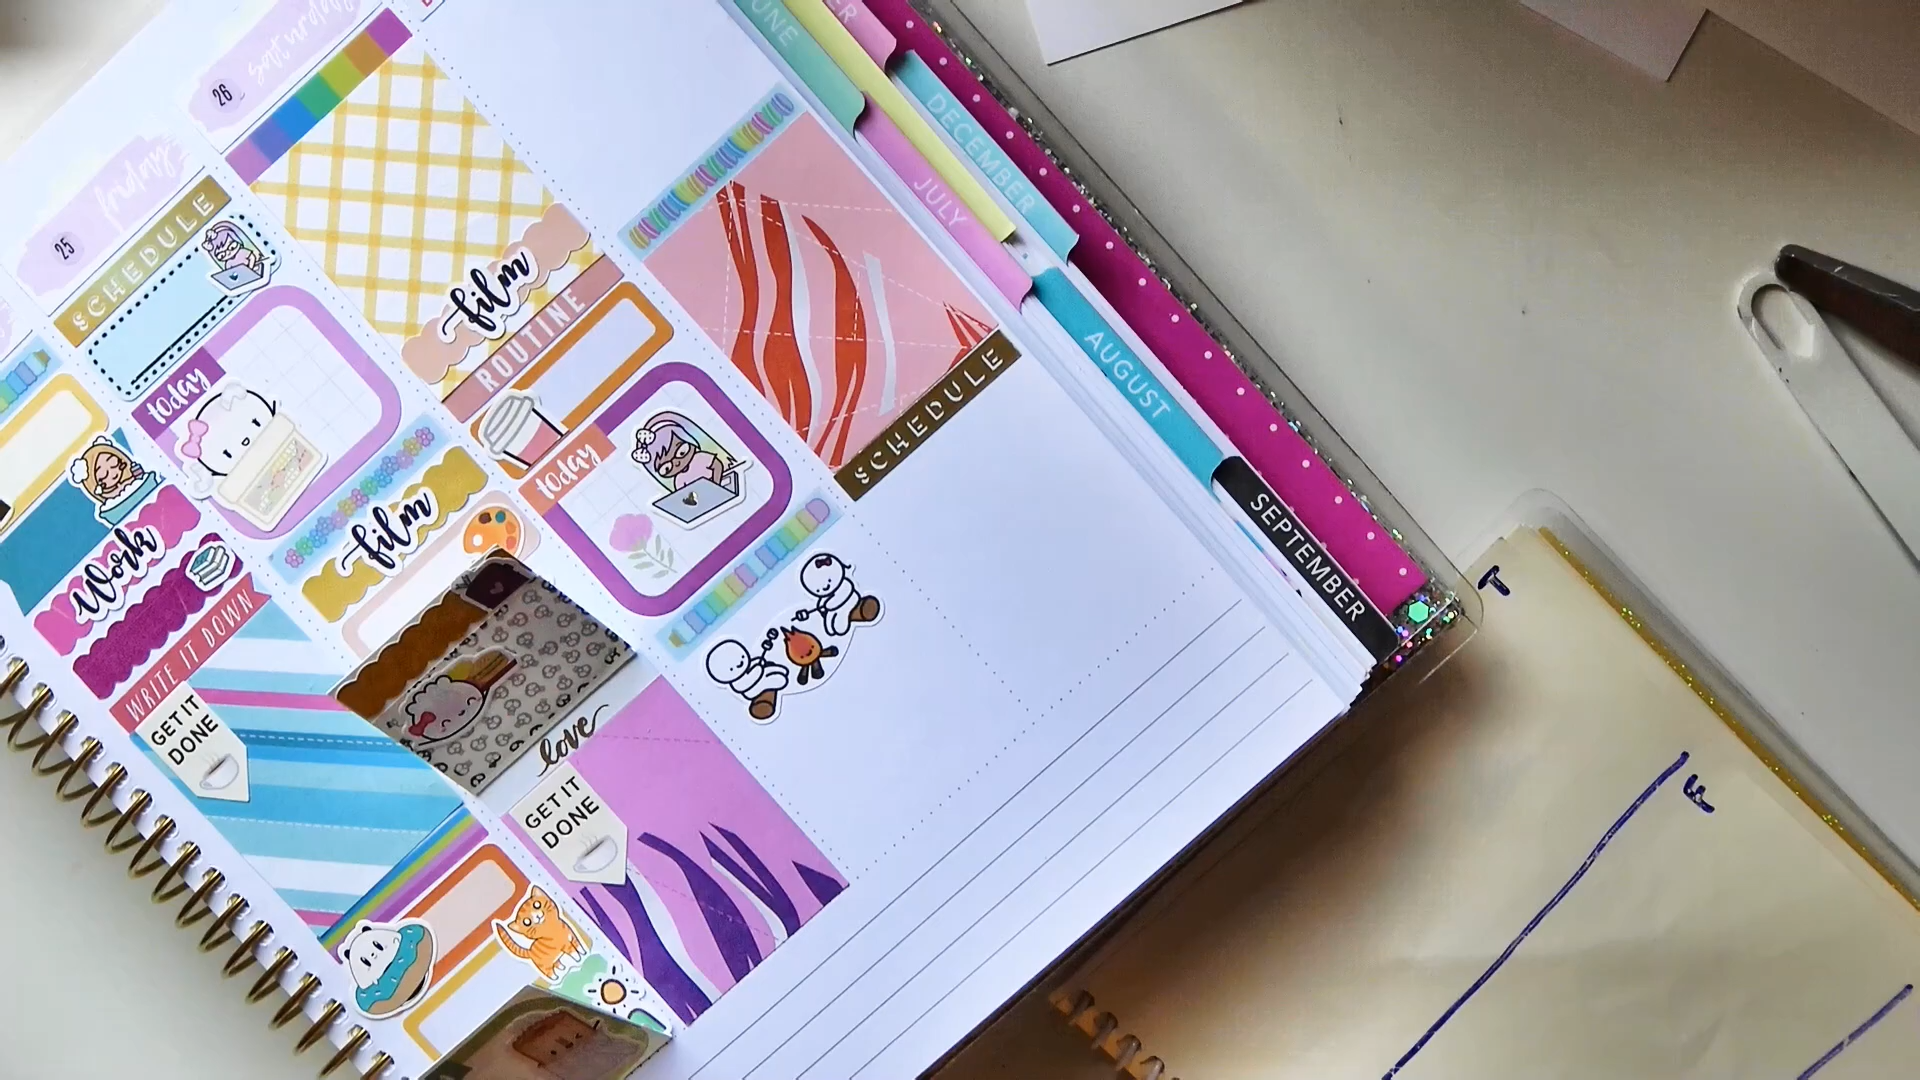 26
saturday
25
friday
SCHEDULE
today
film
ROUTINE
today
film
Work
WRITE IT DOWN
GET IT
DONE
love
GET IT
DONE
SCHEDULE
JUNE
DECEMBER
JULY
AUGUST
SEPTEMBER
T
F